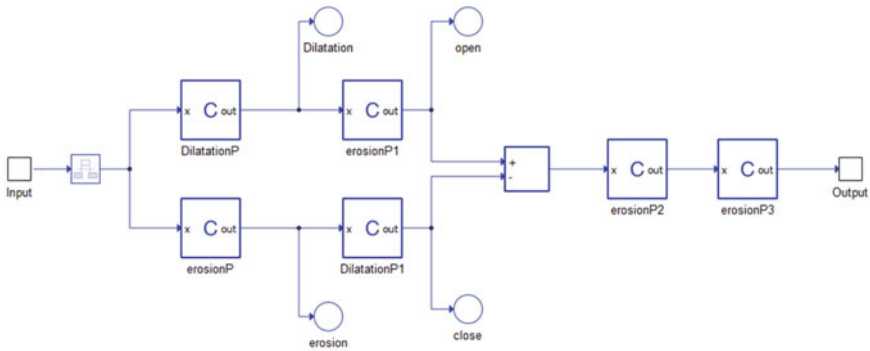 Dilatation
open
x C out
DilatationP
x C out
erosionP1
Input
+
-
x C out
erosionP2
x C out
erosionP3
Output
x C out
erosionP
x C out
DilatationP1
erosion
close